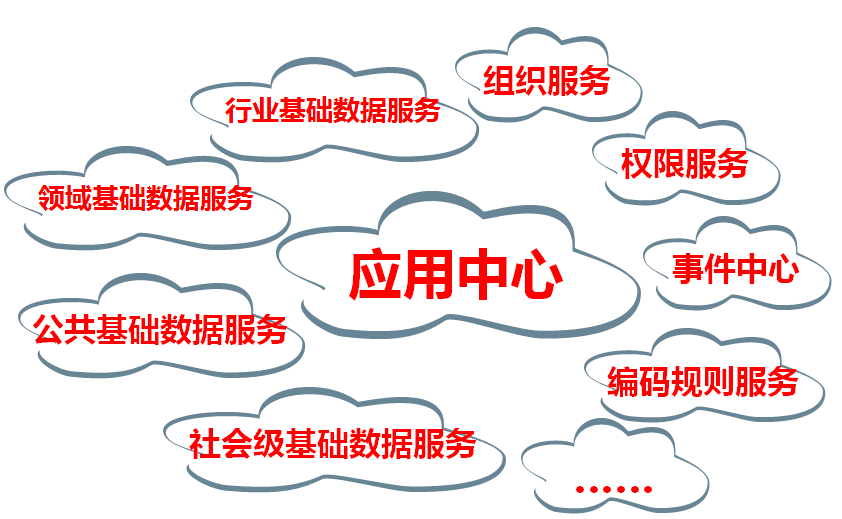 组织服务
行业基础数据服务
权限服务
领域基础数据服务
应用中心
事件中心
公共基础数据服务
编码规则服务
社会级基础数据服务
……